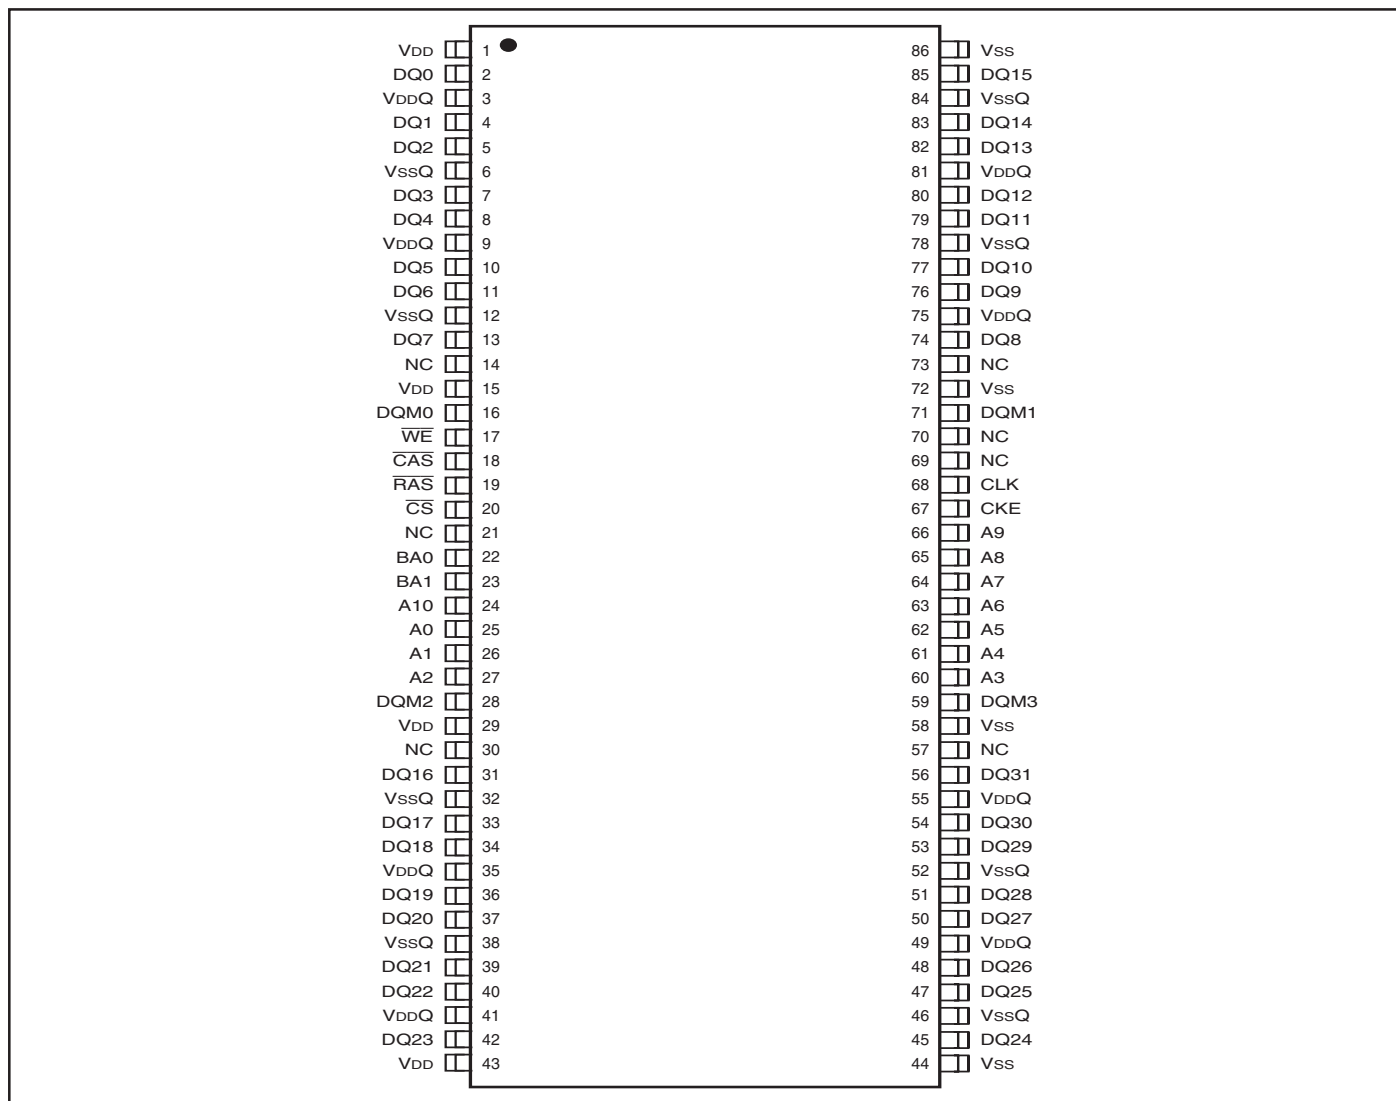 VDD 1 86 VSS
DQ0 2 85 DQ15
VDDQ 3 84 VSSQ
DQ1 4 83 DQ14
DQ2 5 82 DQ13
VSSQ 6 81 VDDQ
DQ3 7 80 DQ12
DQ4 8 79 DQ11
VDDQ 9 78 VSSQ
DQ5 10 77 DQ10
DQ6 11 76 DQ9
VSSQ 12 75 VDDQ
DQ7 13 74 DQ8
NC 14 73 NC
VDD 15 72 VSS
DQM0 16 71 DQM1
W̅E̅ 17 70 NC
C̅A̅S̅ 18 69 NC
R̅A̅S̅ 19 68 CLK
C̅S̅ 20 67 CKE
NC 21 66 A9
BA0 22 65 A8
BA1 23 64 A7
A10 24 63 A6
A0 25 62 A5
A1 26 61 A4
A2 27 60 A3
DQM2 28 59 DQM3
VDD 29 58 VSS
NC 30 57 NC
DQ16 31 56 DQ31
VSSQ 32 55 VDDQ
DQ17 33 54 DQ30
DQ18 34 53 DQ29
VDDQ 35 52 VSSQ
DQ19 36 51 DQ28
DQ20 37 50 DQ27
VSSQ 38 49 VDDQ
DQ21 39 48 DQ26
DQ22 40 47 DQ25
VDDQ 41 46 VSSQ
DQ23 42 45 DQ24
VDD 43 44 VSS